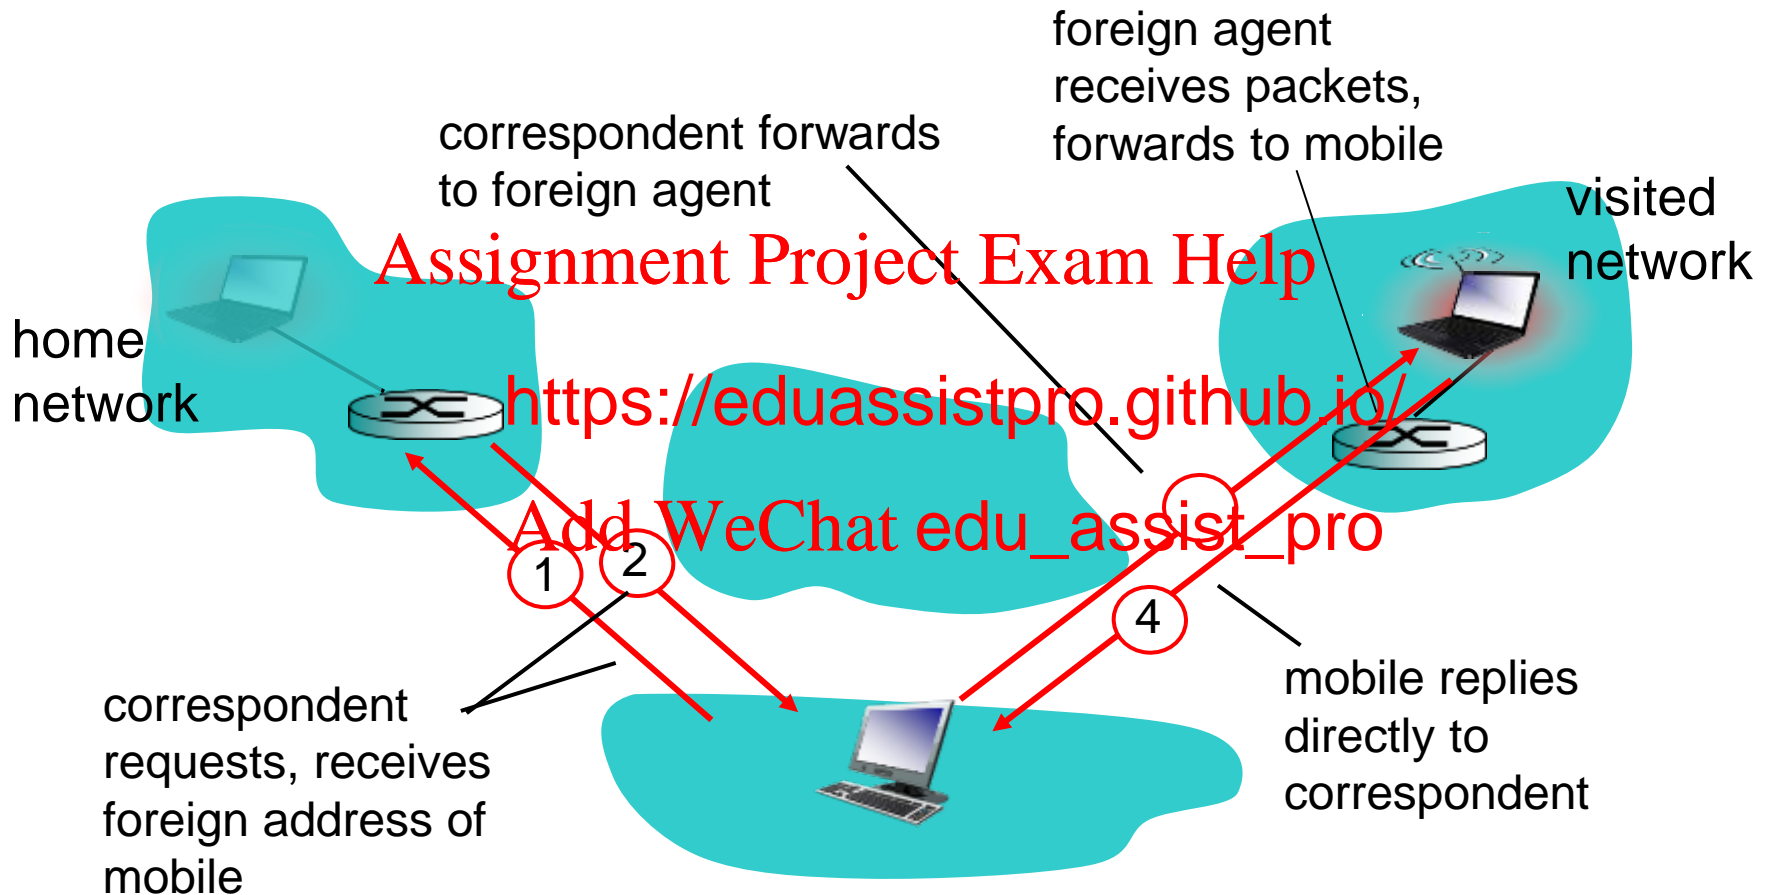 foreign agent
receives packets,
forwards to mobile
correspondent forwards
to foreign agent
visited
network
Assignment Project Exam Help
home
network
https://eduassistpro.github.io/
Add WeChat edu_assist_pro
1
2
4
correspondent
requests, receives
foreign address of
mobile
mobile replies
directly to
correspondent